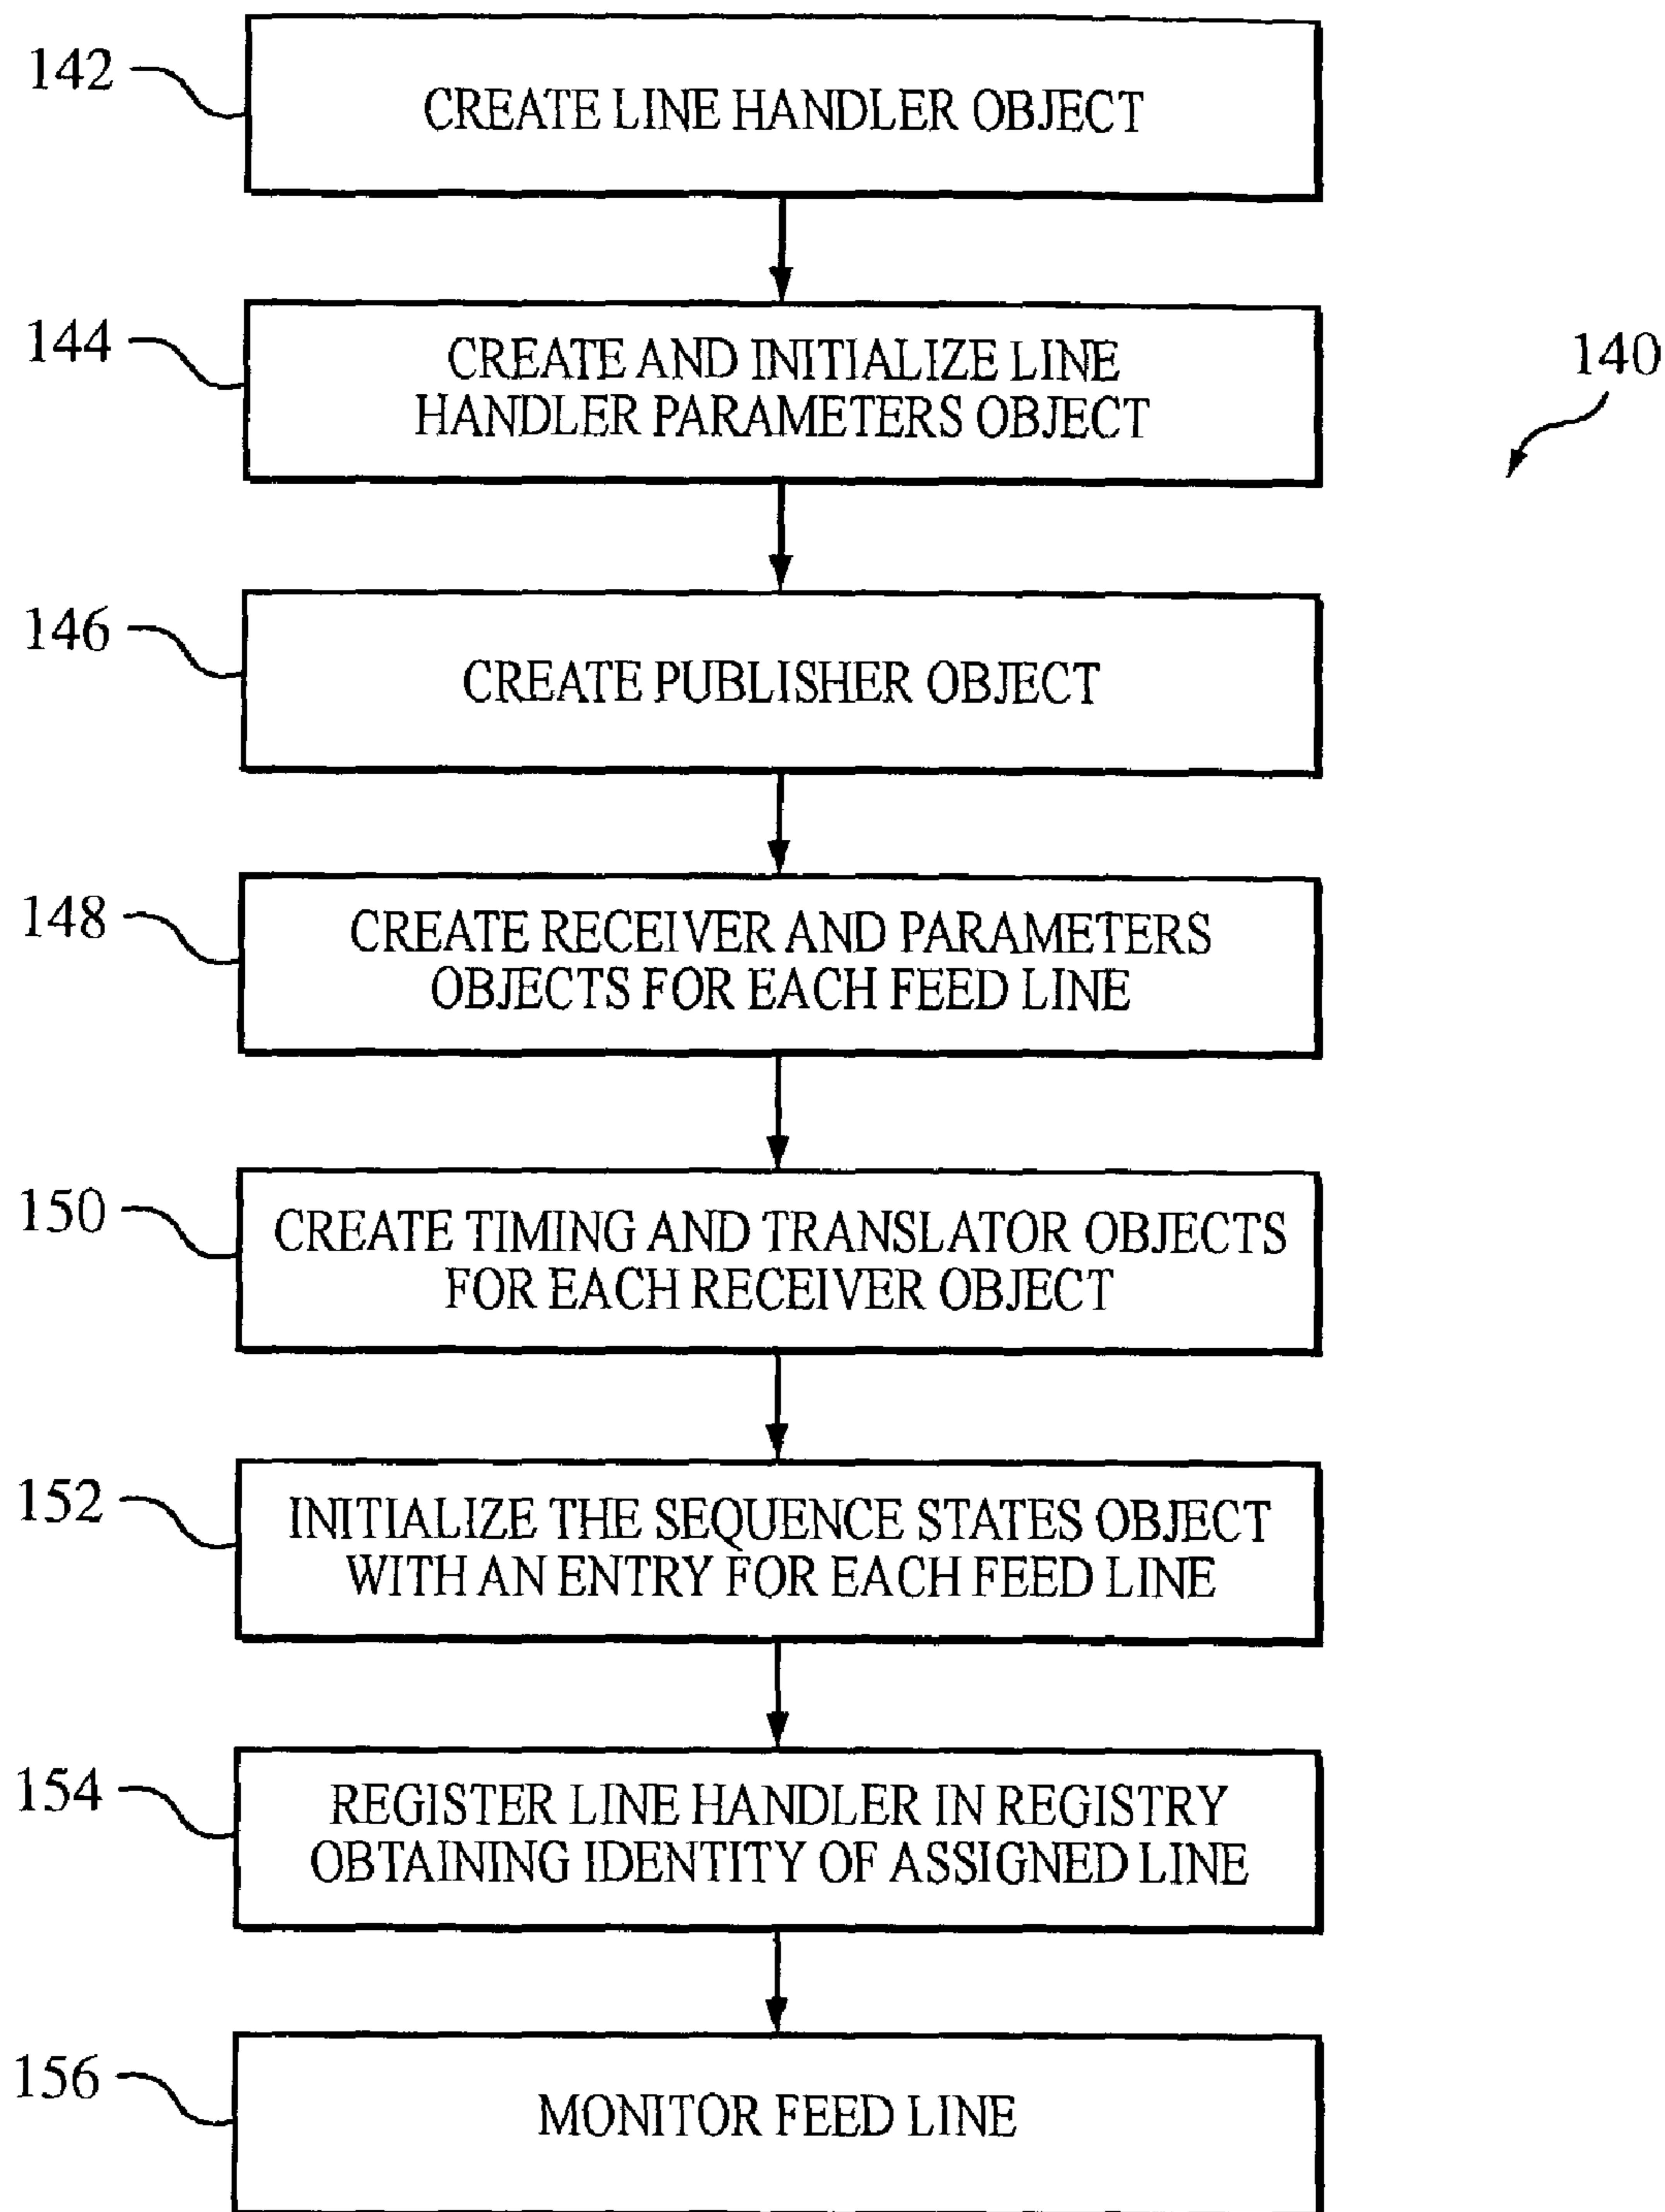 142
CREATE LINE HANDLER OBJECT
144
CREATE AND INITIALIZE LINE
HANDLER PARAMETERS OBJECT
140
146
CREATE PUBLISHER OBJECT
148
CREATE RECEIVER AND PARAMETERS
OBJECTS FOR EACH FEED LINE
150
CREATE TIMING AND TRANSLATOR OBJECTS
FOR EACH RECEIVER OBJECT
152
INITIALIZE THE SEQUENCE STATES OBJECT
WITH AN ENTRY FOR EACH FEED LINE
154
REGISTER LINE HANDLER IN REGISTRY
OBTAINING IDENTITY OF ASSIGNED LINE
156
MONITOR FEED LINE